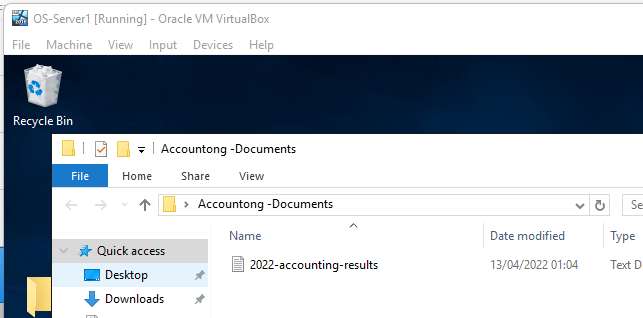 OS-Server1 [Running] - Oracle VM VirtualBox
File Machine View Input Devices Help
Recycle Bin
Accountong -Documents
File Home Share View
Accountong -Documents
Name Date modified Type
Quick access
2022-accounting-results 13/04/2022 01:04 Text D
Desktop
Downloads